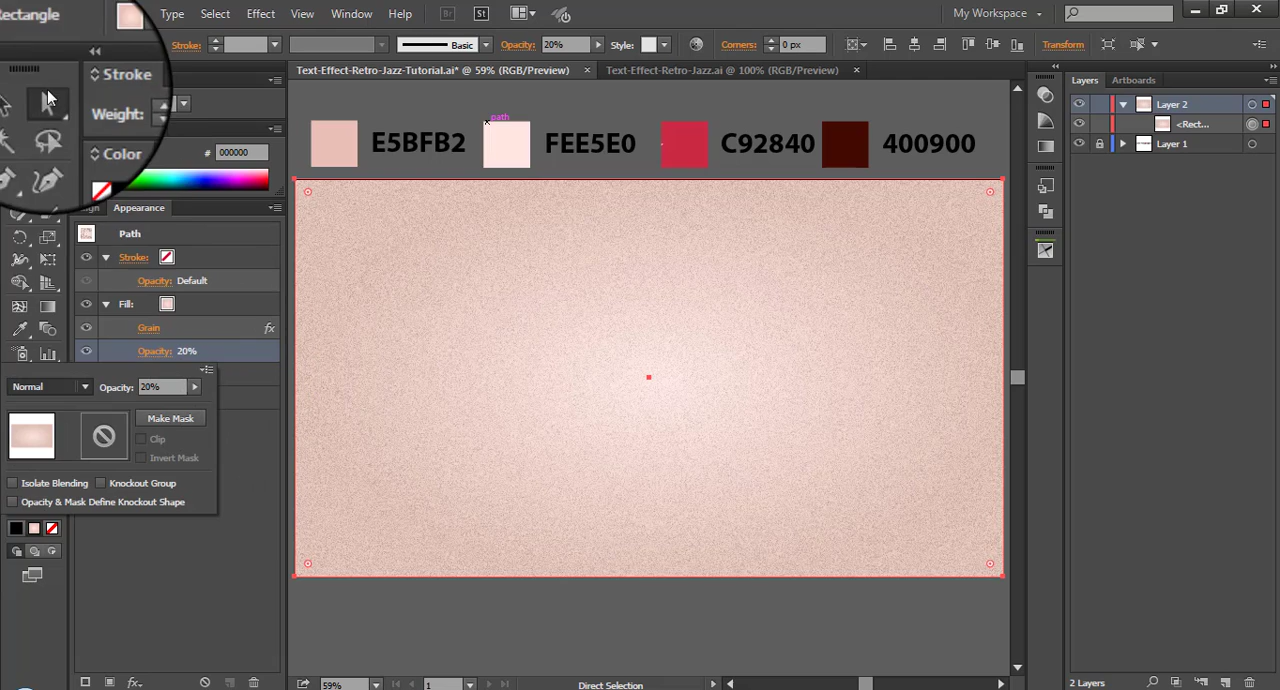 Rectangle
Type Select Effect View Window Help Br St My Workspace
Stroke: Basic Opacity: 20% Style: Corners: 0 px Transform
Text-Effect-Retro-Jazz-Tutorial.ai* @ 59% (RGB/Preview) × Text-Effect-Retro-Jazz.ai @ 100% (RGB/Preview) ×
Stroke
Weight:
Color # 000000
Appearance
Path
Stroke:
Opacity: Default
Fill:
Grain fx
Opacity: 20%
Normal Opacity: 20%
Make Mask
Clip
Invert Mask
Isolate Blending Knockout Group
Opacity & Mask Define Knockout Shape
path
E5BFB2 FEE5E0 C92840 400900
Layers Artboards
Layer 2
<Rect...
Layer 1
fx
59% 1 Direct Selection
2 Layers